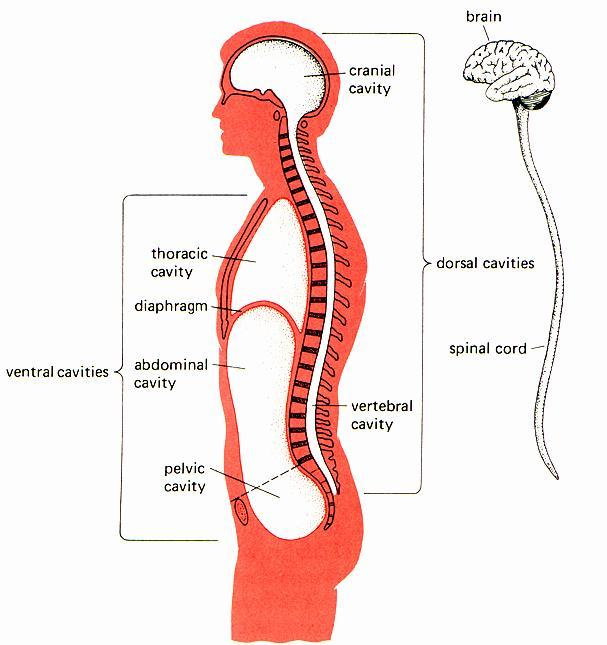 brain
cranial
cavity
thoracic
cavity
dorsal cavities
diaphragm
spinal cord
abdominal
cavity
ventral cavities
vertebral
cavity
pelvic
cavity